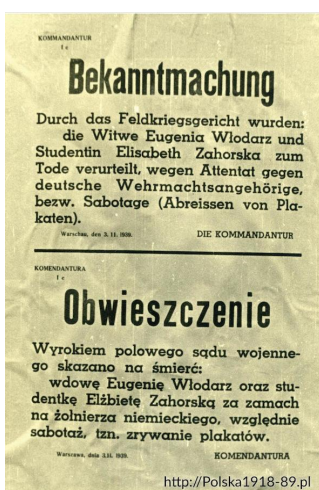 KOMMANDANTUR
I c
Bekanntmachung
Durch das Feldkriegsgericht wurden:
die Witwe Eugenia Wlodarz und
Studentin Elisabeth Zahorska zum
Tode verurteilt, wegen Attentat gegen
deutsche Wehrmachtsangehörige,
bezw. Sabotage (Abreissen von Pla-
katen).
Warschau, den 3. 11. 1939. DIE KOMMANDANTUR
KOMENDANTURA
I c
Obwieszczenie
Wyrokiem polowego sądu wojenne-
go skazano na śmierć:
wdowę Eugenię Włodarz oraz stu-
dentkę Elżbietę Zahorską za zamach
na żołnierza niemieckiego, względnie
sabotaż, tzn. zrywanie plakatów.
Warszawa, dnia 3.11. 1939. KOMENDANTURA
http://Polska1918-89.pl